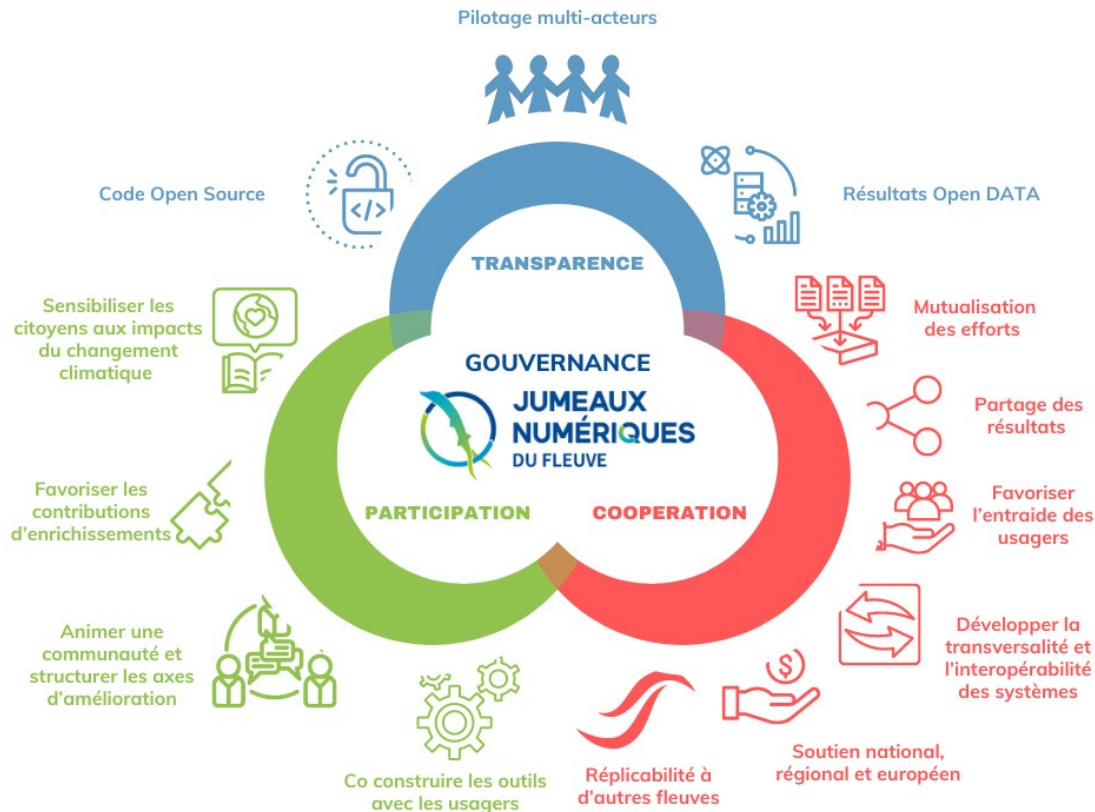 Pilotage multi-acteurs
Code Open Source
Résultats Open DATA
TRANSPARENCE
Sensibiliser les
citoyens aux impacts
du changement
climatique
Mutualisation
des efforts
GOUVERNANCE
JUMEAUX
NUMÉRIQUES
DU FLEUVE
Partage des
résultats
PARTICIPATION
COOPERATION
Favoriser les
contributions
d'enrichissements
Favoriser
l'entraide des
usagers
Animer une
communauté et
structurer les axes
d'amélioration
Développer la
transversalité et
l'interopérabilité
des systèmes
Co construire les outils
avec les usagers
Réplicabilité à
d'autres fleuves
Soutien national,
régional et européen